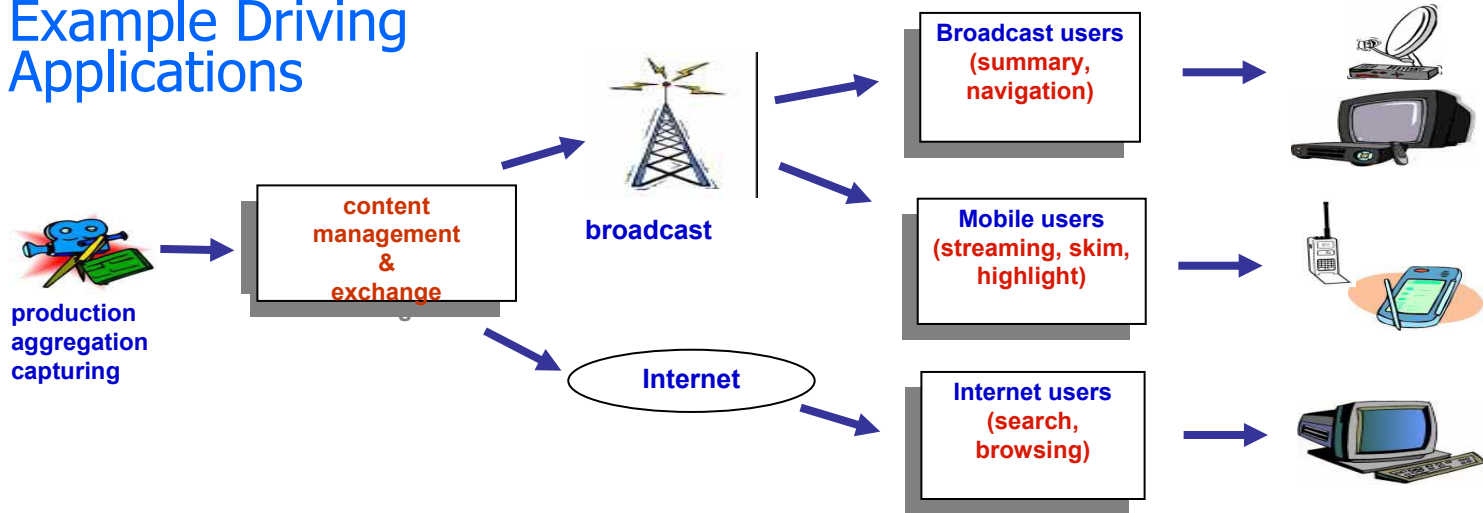 Example Driving
Applications
production
aggregation
capturing
content
management
&
exchange
broadcast
Internet
Broadcast users
(summary,
navigation)
Mobile users
(streaming, skim,
highlight)
Internet users
(search,
browsing)